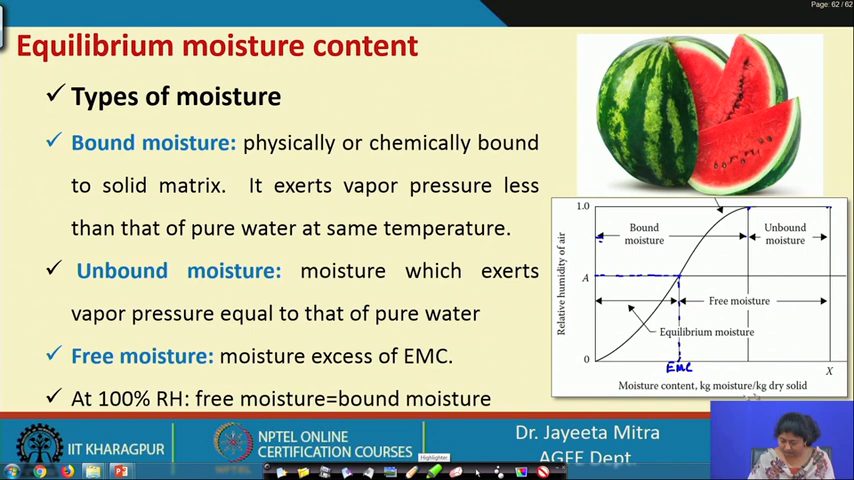 Page: 62 / 62
Equilibrium moisture content
✓ Types of moisture
✓ Bound moisture: physically or chemically bound
to solid matrix. It exerts vapor pressure less
than that of pure water at same temperature.
✓ Unbound moisture: moisture which exerts
vapor pressure equal to that of pure water
✓ Free moisture: moisture excess of EMC.
✓ At 100% RH: free moisture=bound moisture
1.0
Bound
moisture
Unbound
moisture
A
Free moisture
Equilibrium moisture
0
EMC
X
Relative humidity of air
Moisture content, kg moisture/kg dry solid
IIT KHARAGPUR
NPTEL ONLINE
CERTIFICATION COURSES
Dr. Jayeeta Mitra
AGFE Dept.
Highlighter